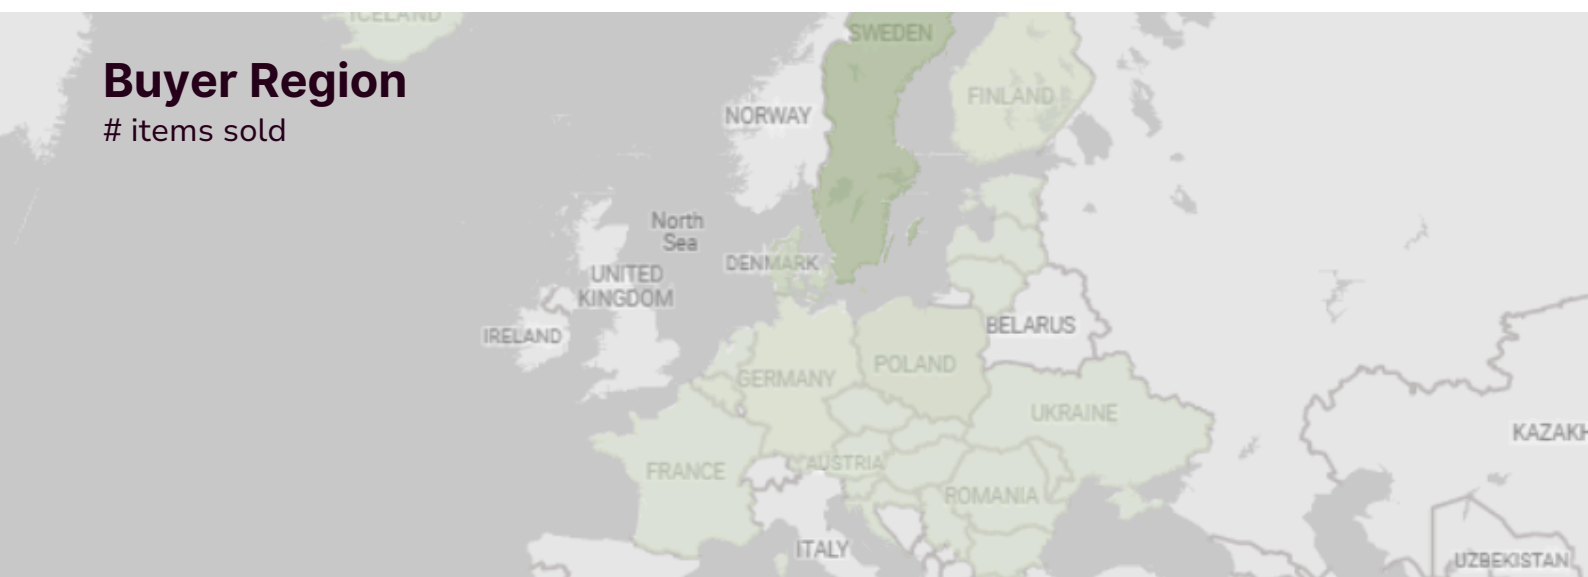 ICELAND
SWEDEN
Buyer Region
# items sold
FINLAND
NORWAY
North
Sea
DENMARK
UNITED
KINGDOM
IRELAND
BELARUS
POLAND
GERMANY
UKRAINE
KAZAKH
AUSTRIA
FRANCE
ROMANIA
ITALY
UZBEKISTAN